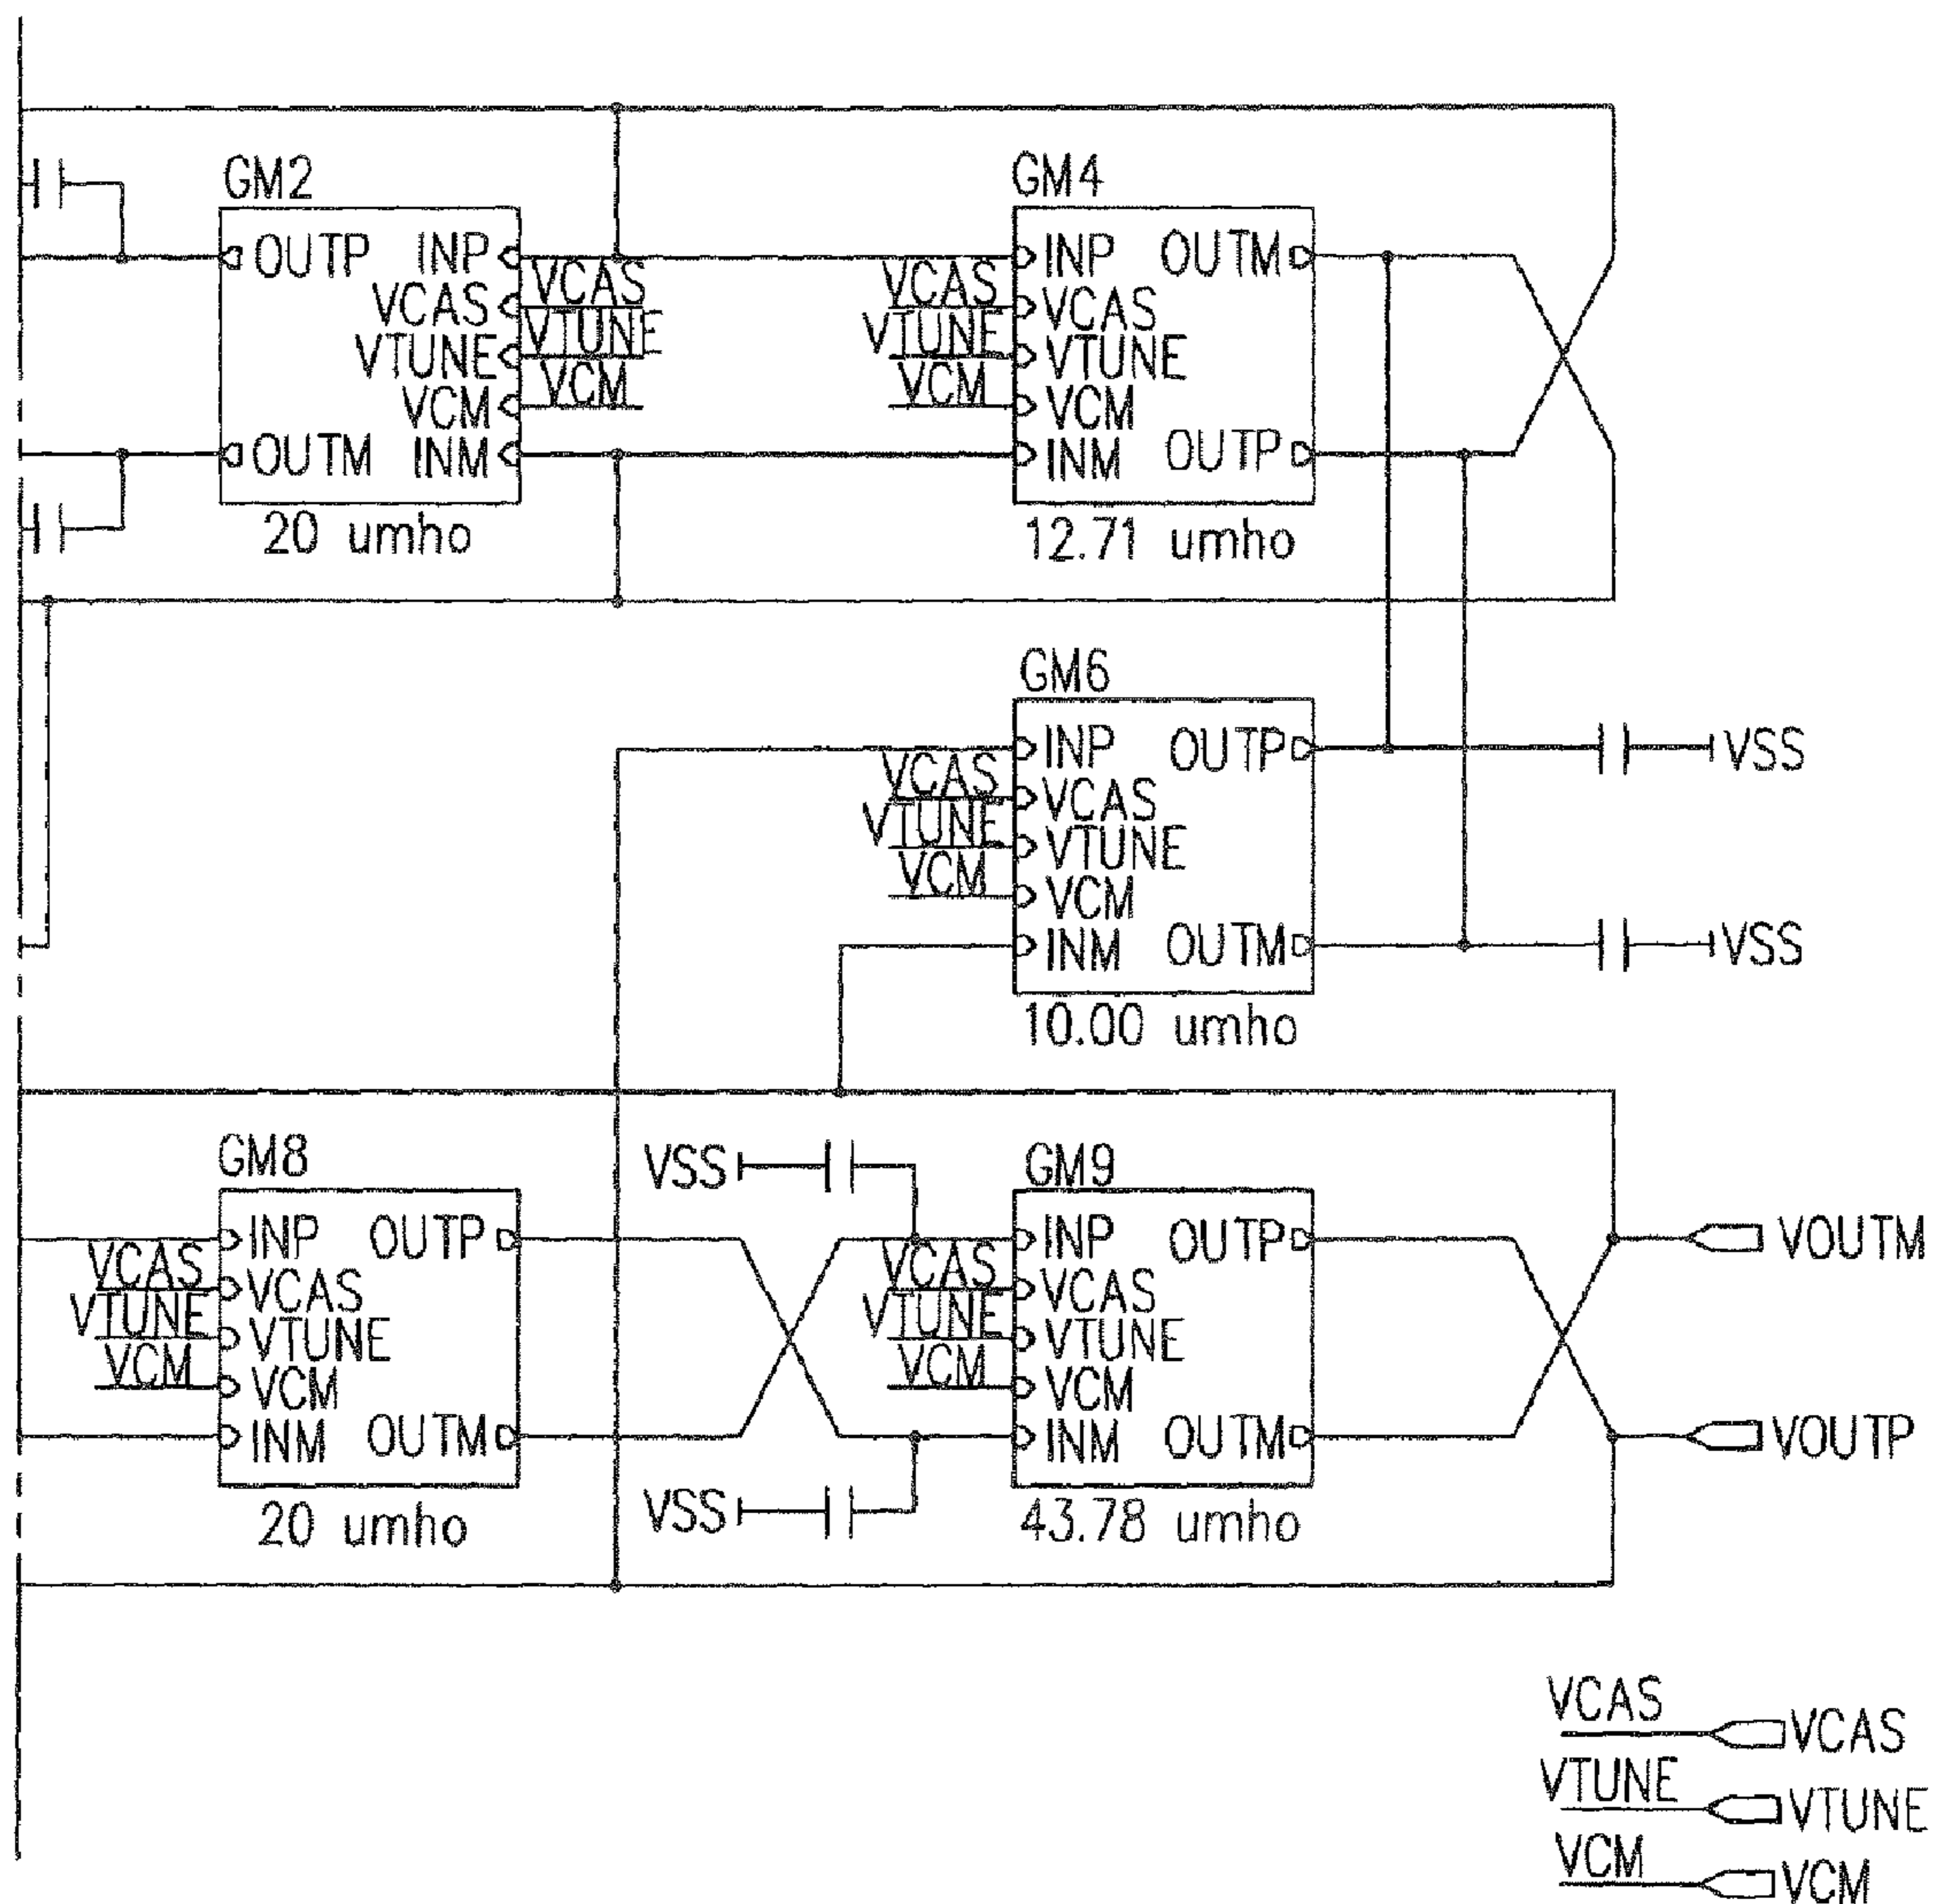 GM2
OUTP INP
VCAS VCAS
VTUNE VTUNE
VCM VCM
OUTM INM
20 umho
GM4
INP OUTM
VCAS VCAS
VTUNE VTUNE
VCM VCM
INM OUTP
12.71 umho
GM6
INP OUTP
VCAS VCAS
VTUNE VTUNE
VCM VCM
INM OUTM
10.00 umho
VSS
VSS
GM8
INP OUTP
VCAS VCAS
VTUNE VTUNE
VCM VCM
INM OUTM
20 umho
VSS
VSS
GM9
INP OUTP
VCAS VCAS
VTUNE VTUNE
VCM VCM
INM OUTM
43.78 umho
VOUTM
VOUTP
VCAS VCAS
VTUNE VTUNE
VCM VCM